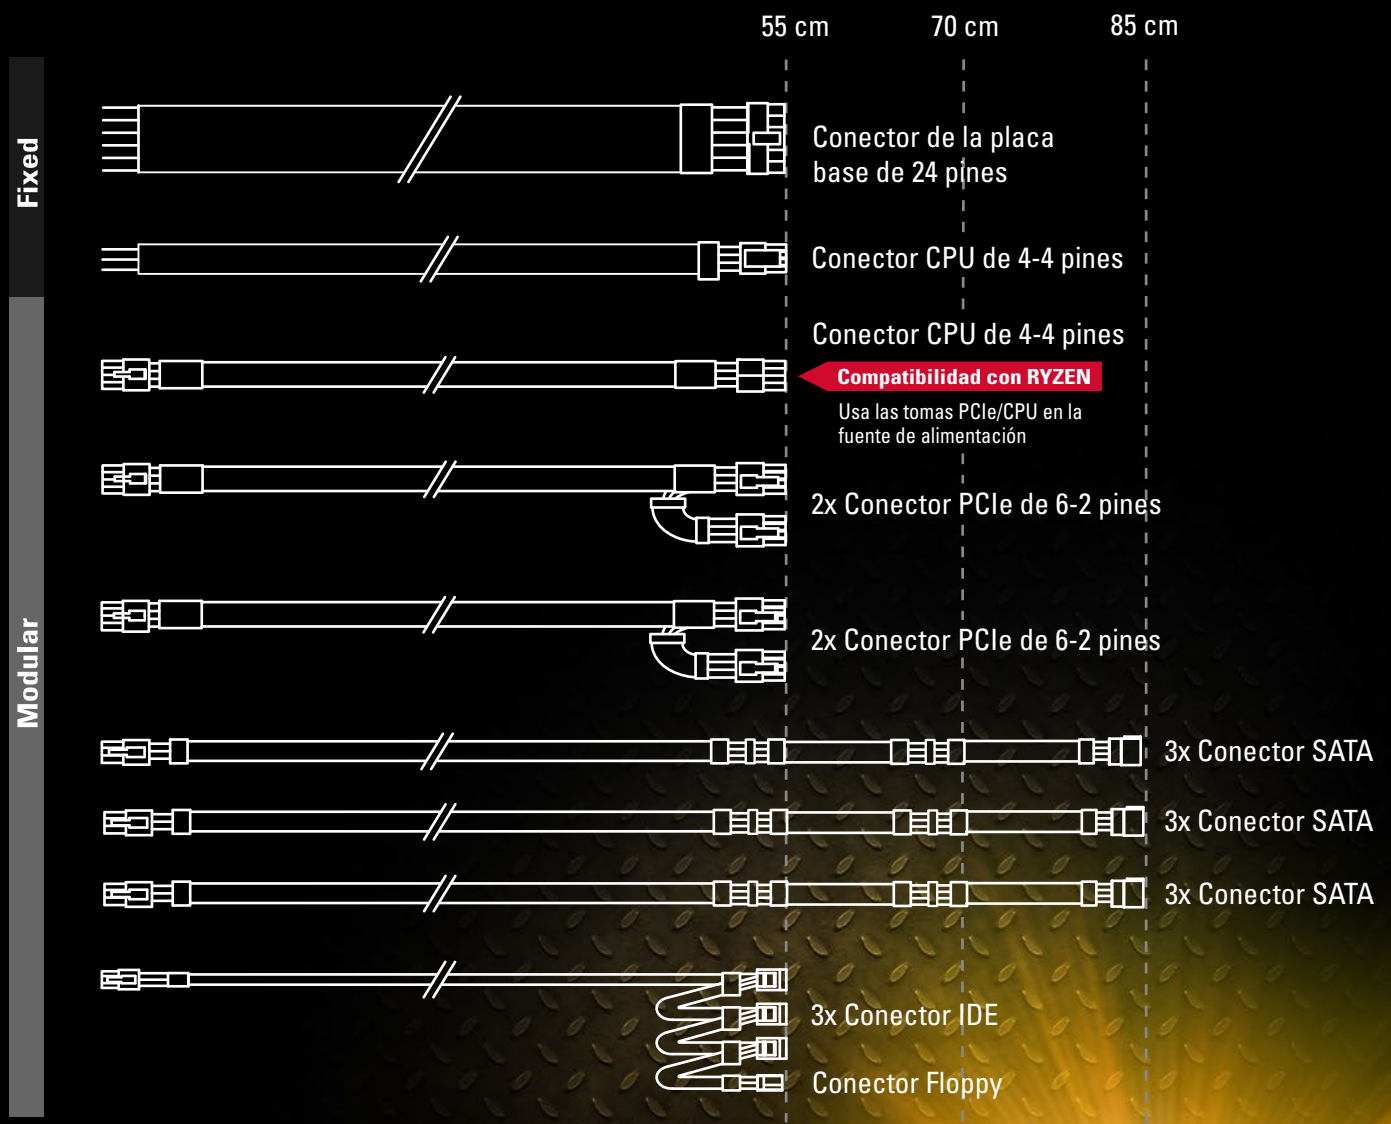 55 cm
70 cm
85 cm
Fixed
Conector de la placa
base de 24 pines
Conector CPU de 4-4 pines
Modular
Conector CPU de 4-4 pines
Compatibilidad con RYZEN
Usa las tomas PCIe/CPU en la
fuente de alimentación
2x Conector PCIe de 6-2 pines
2x Conector PCIe de 6-2 pines
3x Conector SATA
3x Conector SATA
3x Conector SATA
3x Conector IDE
Conector Floppy